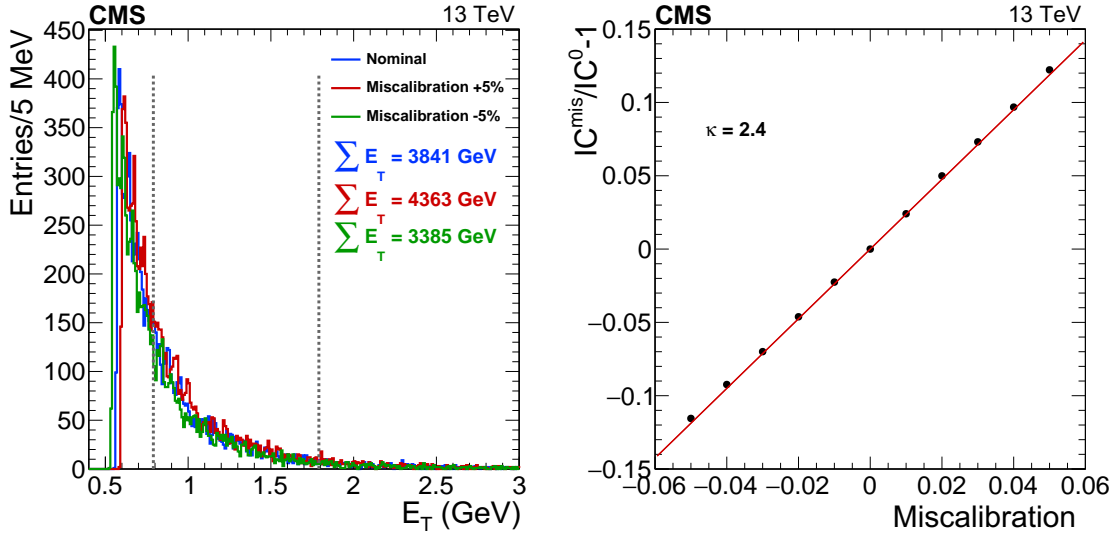 CMS 13 TeV
Entries/5 MeV
450
400
350
300
250
200
150
100
50
0
Nominal
Miscalibration +5%
Miscalibration -5%
∑ E_T = 3841 GeV
∑ E_T = 4363 GeV
∑ E_T = 3385 GeV
0.5 1 1.5 2 2.5 3
E_T (GeV)
CMS 13 TeV
IC^mis/IC^0-1
0.15
0.1
0.05
0
−0.05
−0.1
−0.15
κ = 2.4
−0.06 −0.04 −0.02 0 0.02 0.04 0.06
Miscalibration